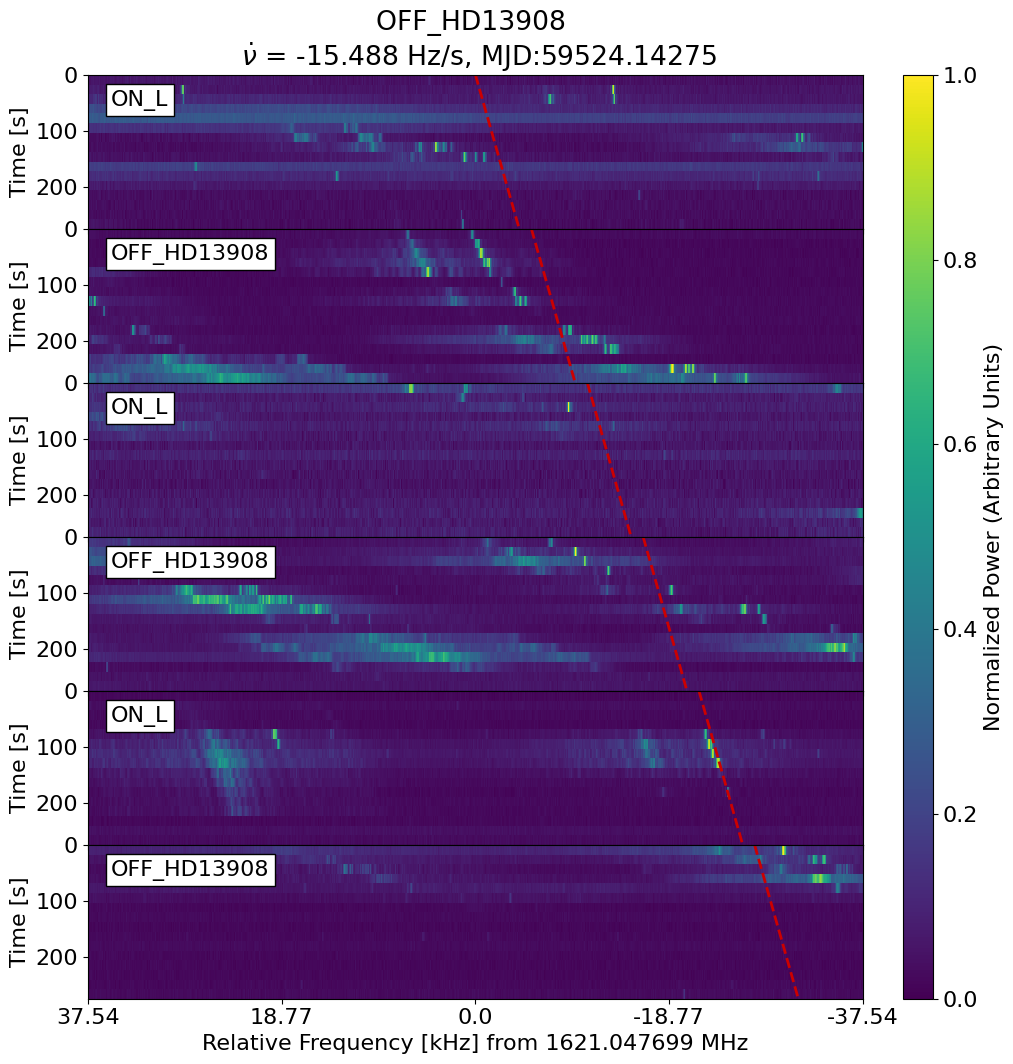 OFF_HD13908
ν̇ = -15.488 Hz/s, MJD:59524.14275
0
100
200
Time [s]
ON_L
0
100
200
Time [s]
OFF_HD13908
0
100
200
Time [s]
ON_L
0
100
200
Time [s]
OFF_HD13908
0
100
200
Time [s]
ON_L
0
100
200
Time [s]
OFF_HD13908
37.54 18.77 0.0 -18.77 -37.54
Relative Frequency [kHz] from 1621.047699 MHz
1.0
0.8
0.6
0.4
0.2
0.0
Normalized Power (Arbitrary Units)